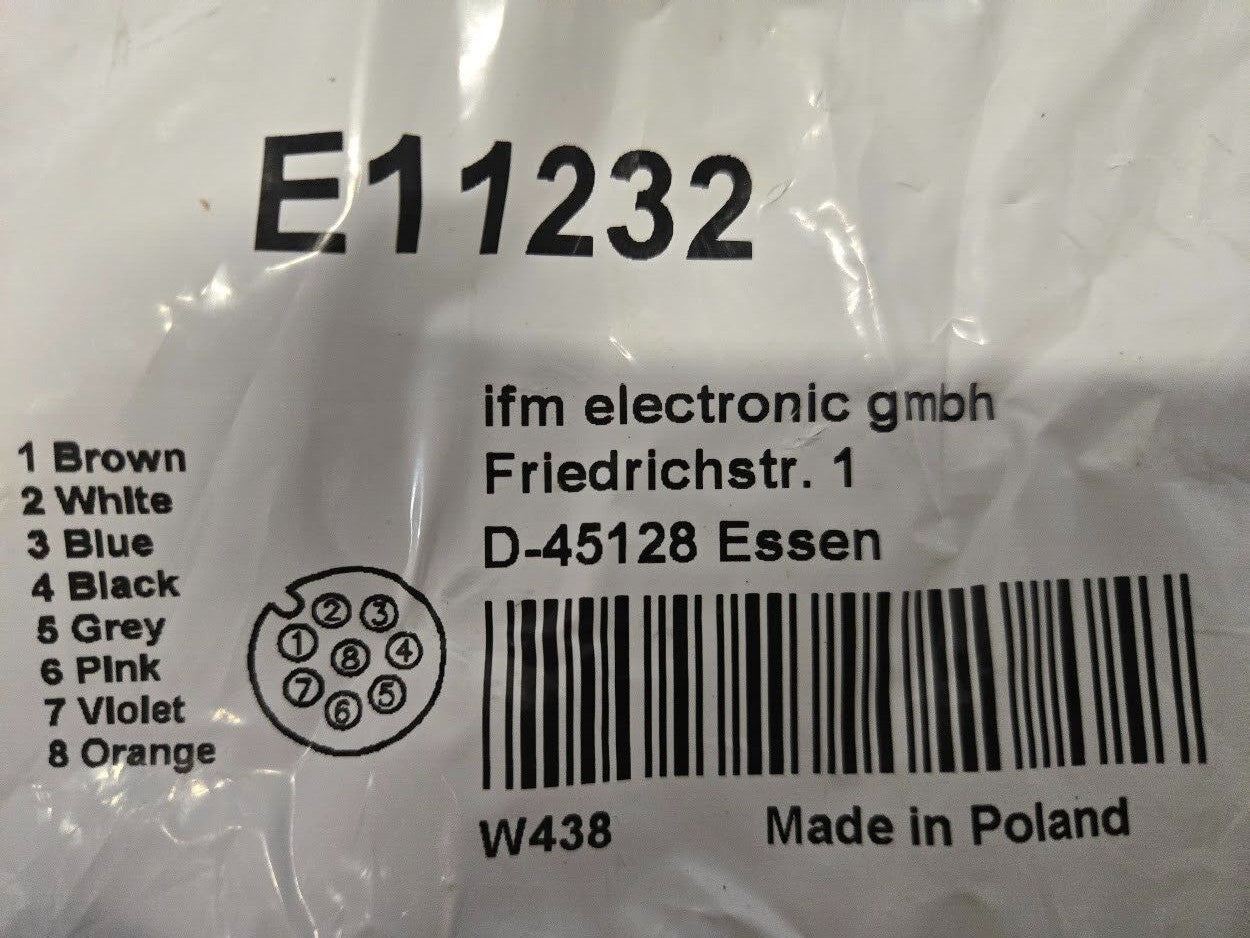 E11232
ifm electronic gmbh
Friedrichstr. 1
D-45128 Essen
1 Brown
2 White
3 Blue
4 Black
5 Grey
6 Pink
7 Violet
8 Orange
2 3
1 8 4
7 6 5
W438 Made in Poland